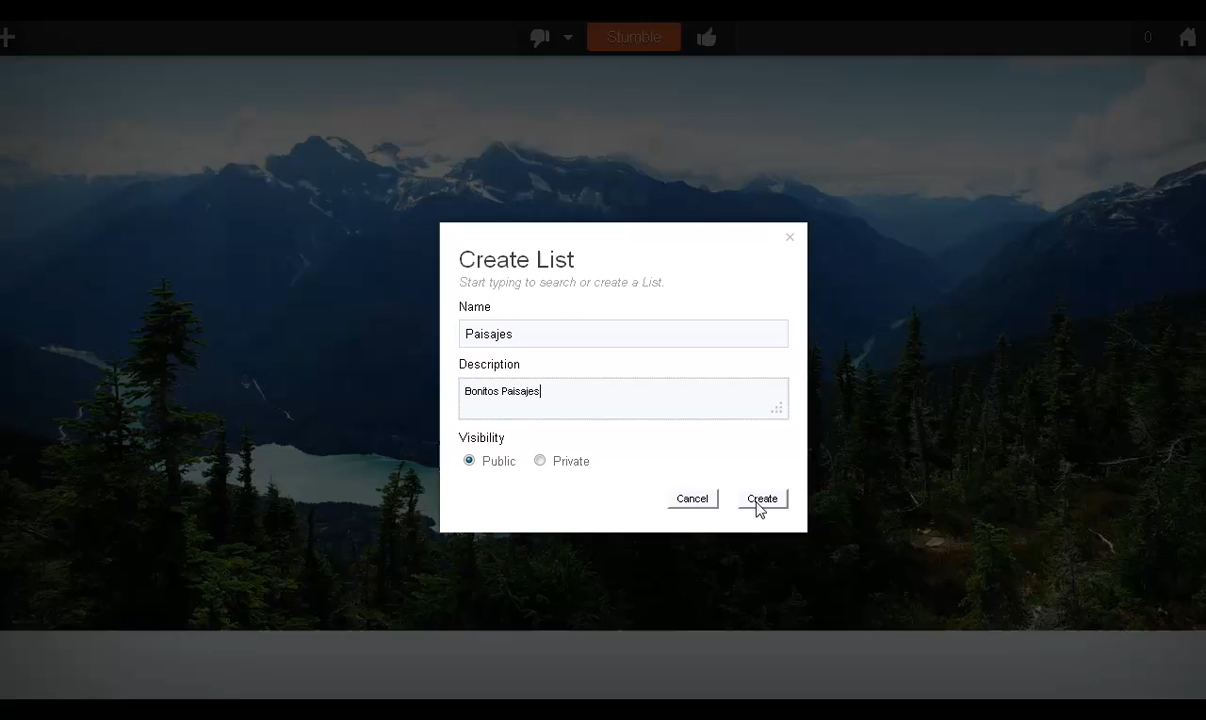 Stumble
0
Create List
Start typing to search or create a List.
Name
Paisajes
Description
Bonitos Paisajes
Visibility
Public Private
Cancel Create